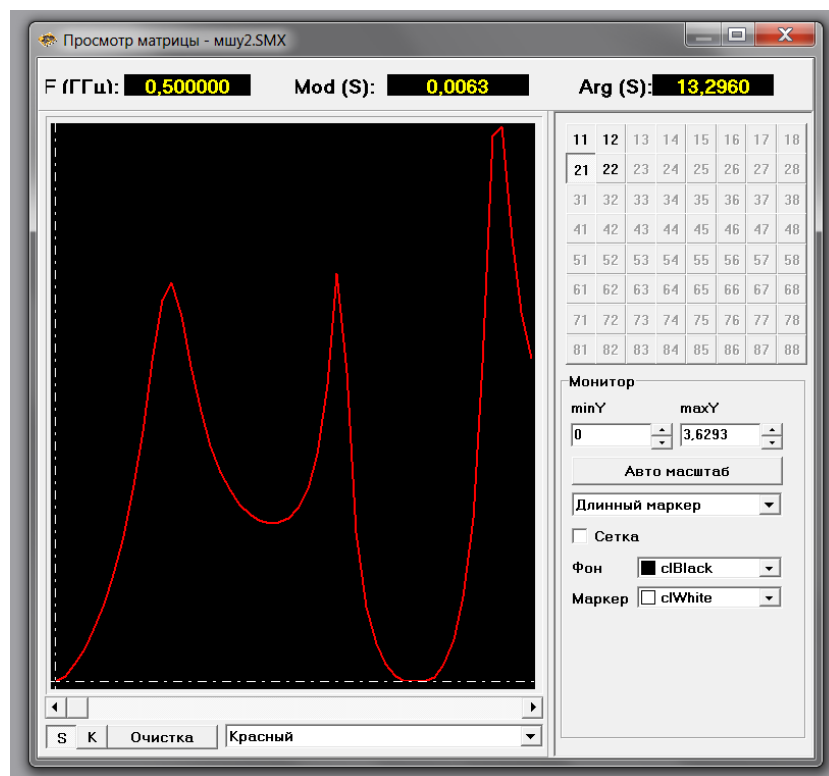 Просмотр матрицы - мшу2.SMX
F (ГГц): 0,500000 Mod (S): 0,0063 Arg (S): 13,2960
11 12 13 14 15 16 17 18
21 22 23 24 25 26 27 28
31 32 33 34 35 36 37 38
41 42 43 44 45 46 47 48
51 52 53 54 55 56 57 58
61 62 63 64 65 66 67 68
71 72 73 74 75 76 77 78
81 82 83 84 85 86 87 88
Монитор
minY maxY
0 3,6293
Авто масштаб
Длинный маркер
Сетка
Фон clBlack
Маркер clWhite
S K Очистка Красный